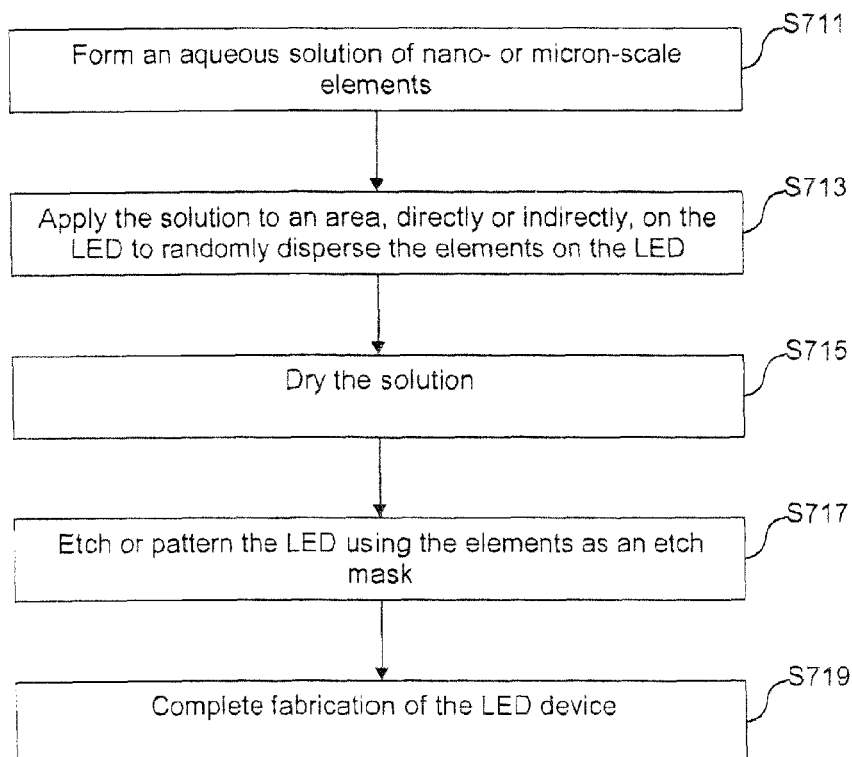 S711
Form an aqueous solution of nano- or micron-scale
elements
S713
Apply the solution to an area, directly or indirectly, on the
LED to randomly disperse the elements on the LED
S715
Dry the solution
S717
Etch or pattern the LED using the elements as an etch
mask
S719
Complete fabrication of the LED device